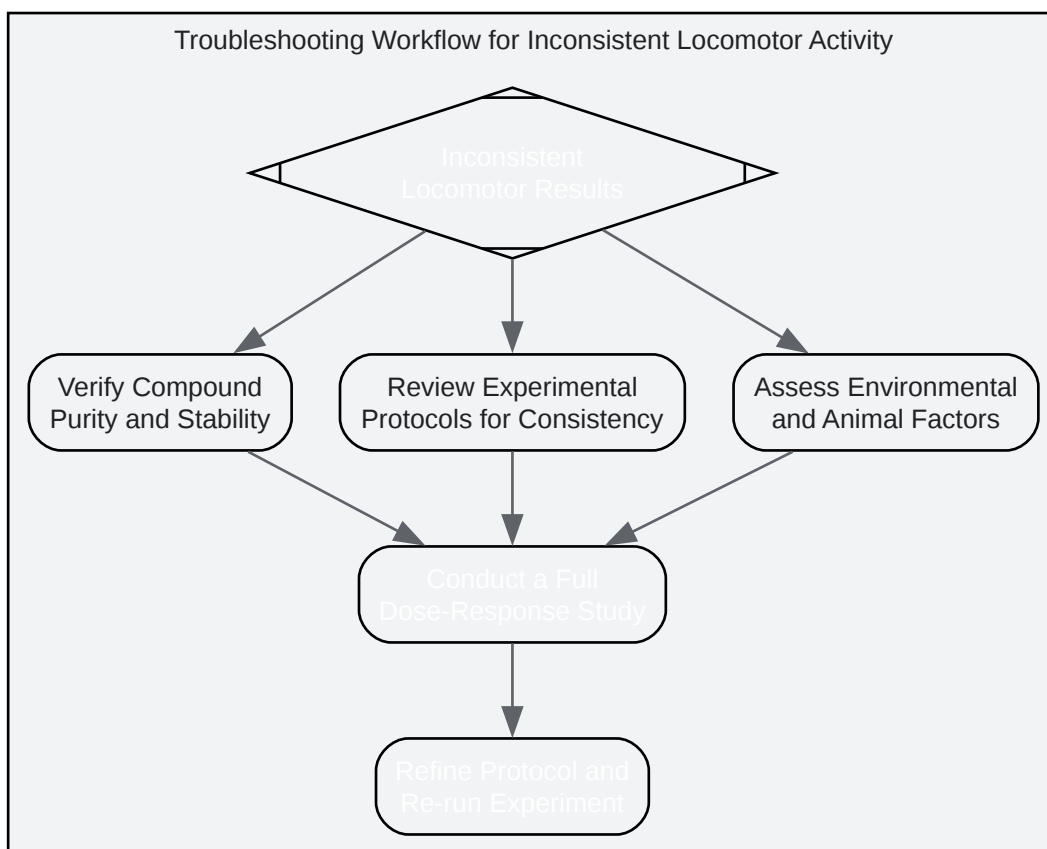 Troubleshooting Workflow for Inconsistent Locomotor Activity
Inconsistent
Locomotor Results
Verify Compound
Purity and Stability
Review Experimental
Protocols for Consistency
Assess Environmental
and Animal Factors
Conduct a Full
Dose-Response Study
Refine Protocol and
Re-run Experiment